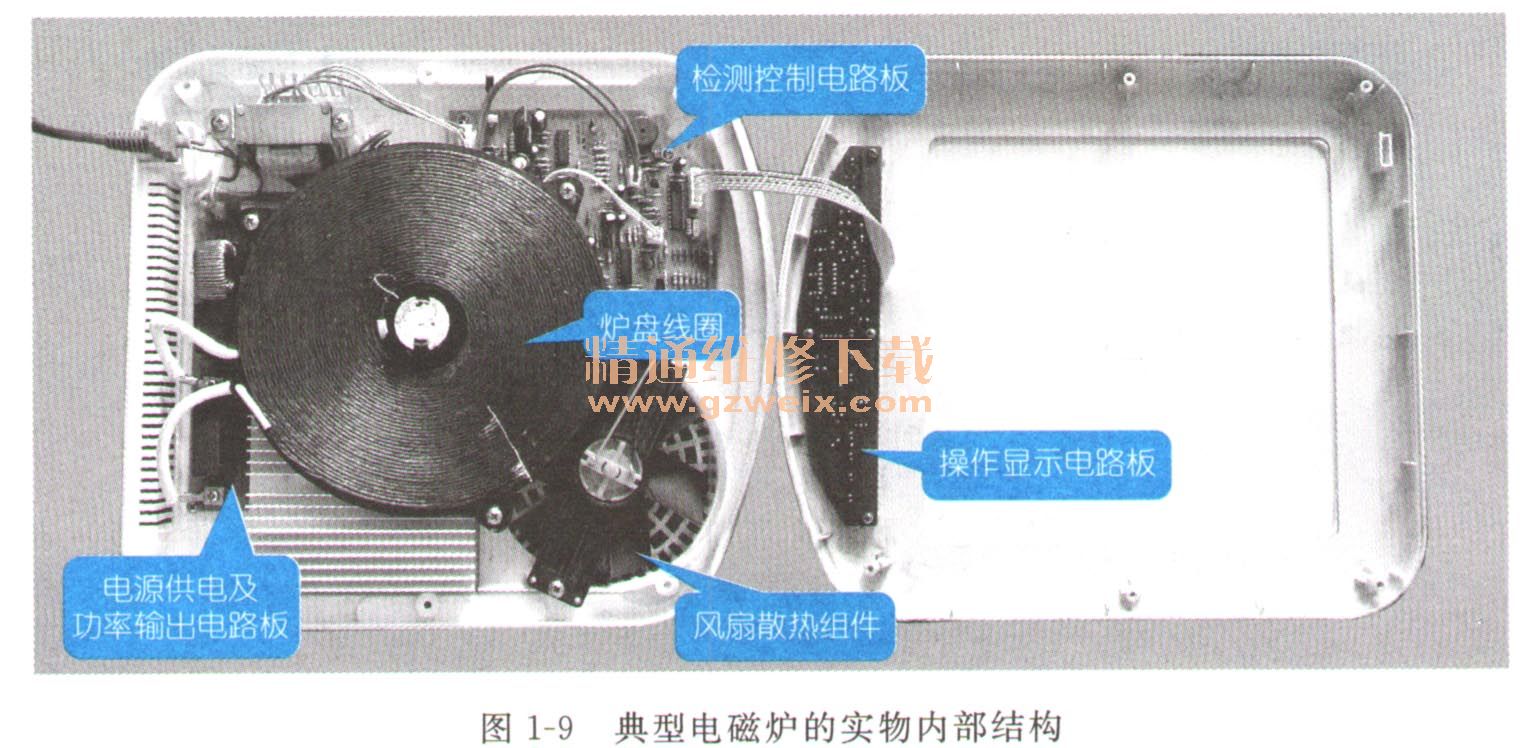 检测控制电路板
炉盘线圈
精通维修下载
www.gzweix.com
操作显示电路板
电源供电及
功率输出电路板
风扇散热组件
图 1-9 典型电磁炉的实物内部结构